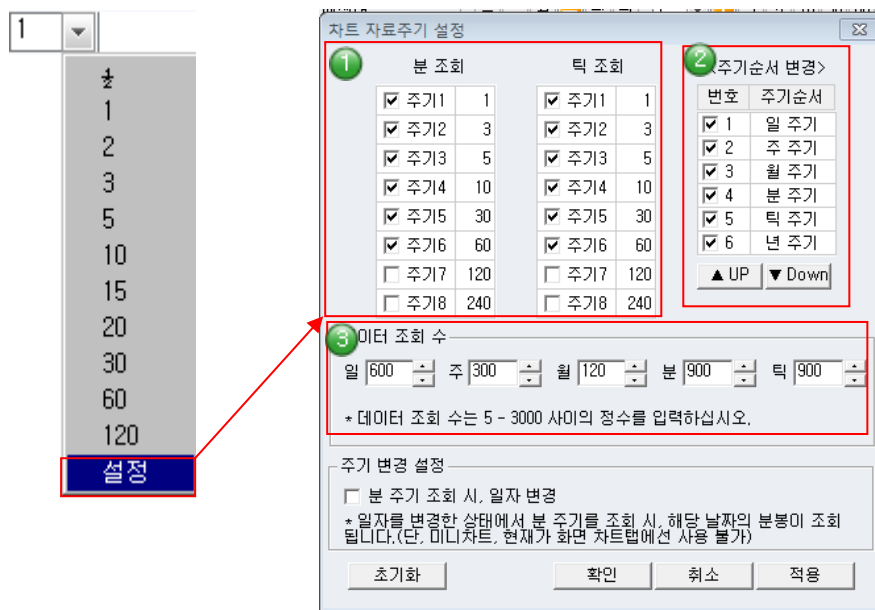 1
½
1
2
3
5
10
15
20
30
60
120
설정
차트 자료주기 설정
1
분 조회 틱 조회
주기1 1 주기1 1
주기2 3 주기2 3
주기3 5 주기3 5
주기4 10 주기4 10
주기5 30 주기5 30
주기6 60 주기6 60
주기7 120 주기7 120
주기8 240 주기8 240
2
<주기순서 변경>
번호 주기순서
1 일 주기
2 주 주기
3 월 주기
4 분 주기
5 틱 주기
6 년 주기
▲ UP ▼ Down
3
이터 조회 수
일 600 주 300 월 120 분 900 틱 900
* 데이터 조회 수는 5 - 3000 사이의 정수를 입력하십시오.
주기 변경 설정
분 주기 조회 시, 일자 변경
* 일자를 변경한 상태에서 분 주기를 조회 시, 해당 날짜의 분봉이 조회
됩니다.(단, 미니차트, 현재가 화면 차트탭에선 사용 불가)
초기화 확인 취소 적용